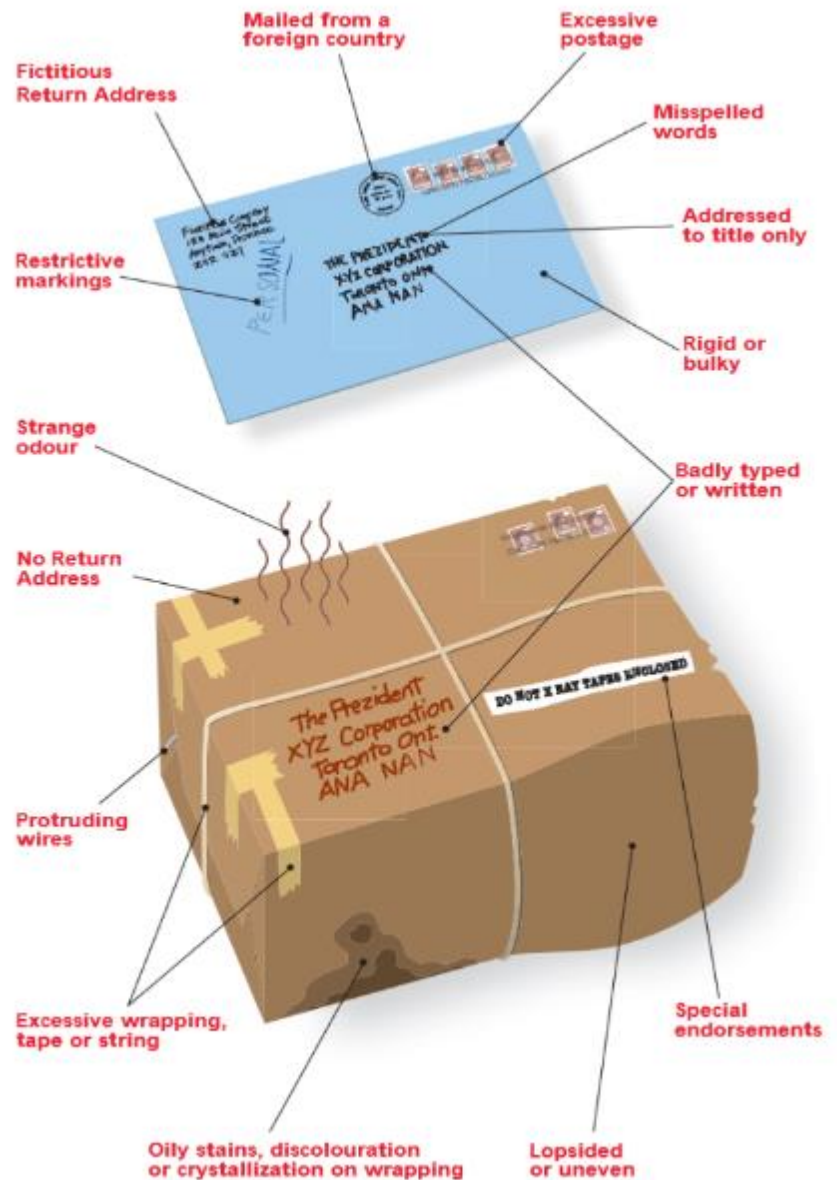 Mailed from a
foreign country
Excessive
postage
Fictitious
Return Address
Misspelled
words
Addressed
to title only
Restrictive
markings
Rigid or
bulky
Company
PERSONAL
THE PREZIDENT
XYZ CORPORATION
TORONTO ONT
ANA NAN
Strange
odour
Badly typed
or written
No Return
Address
DO NOT X RAY TAPES ENCLOSED
The Prezident
XYZ Corporation
Toronto Ont.
ANA NAN
Protruding
wires
Excessive wrapping,
tape or string
Special
endorsements
Oily stains, discolouration
or crystallization on wrapping
Lopsided
or uneven